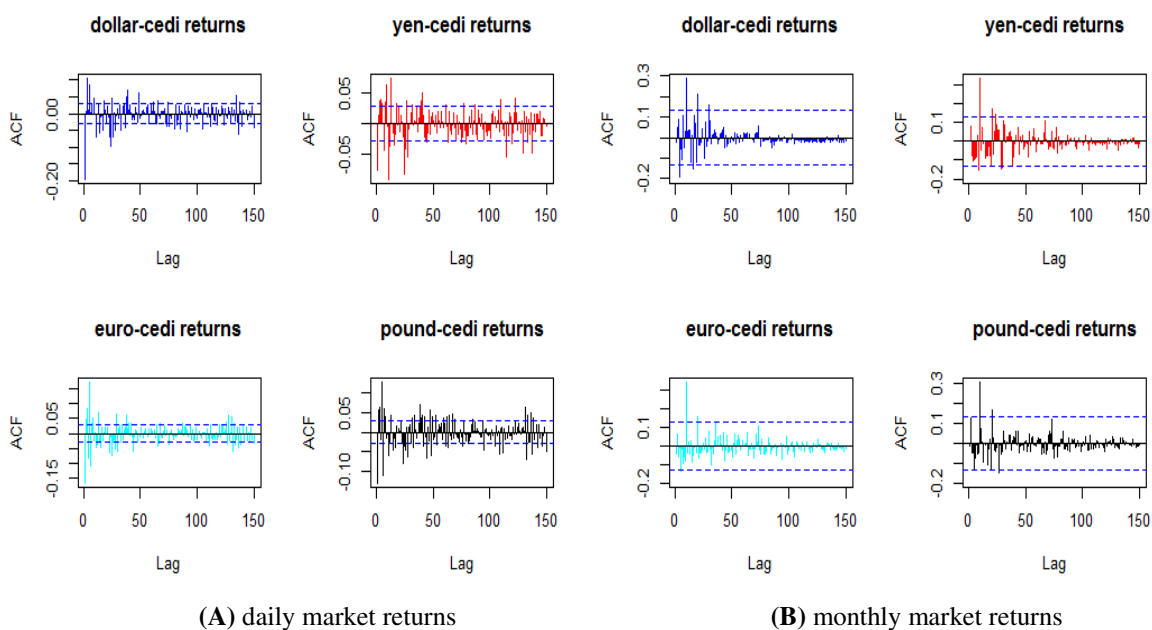 dollar-cedi returns
ACF
0.00
-0.20
0 50 100 150
Lag
yen-cedi returns
ACF
0.05
-0.05
0 50 100 150
Lag
dollar-cedi returns
ACF
0.3
0.1
-0.2
0 50 100 150
Lag
yen-cedi returns
ACF
0.1
-0.2
0 50 100 150
Lag
euro-cedi returns
ACF
0.05
-0.15
0 50 100 150
Lag
pound-cedi returns
ACF
0.05
-0.10
0 50 100 150
Lag
euro-cedi returns
ACF
0.1
-0.2
0 50 100 150
Lag
pound-cedi returns
ACF
0.3
0.1
-0.2
0 50 100 150
Lag
(A) daily market returns
(B) monthly market returns